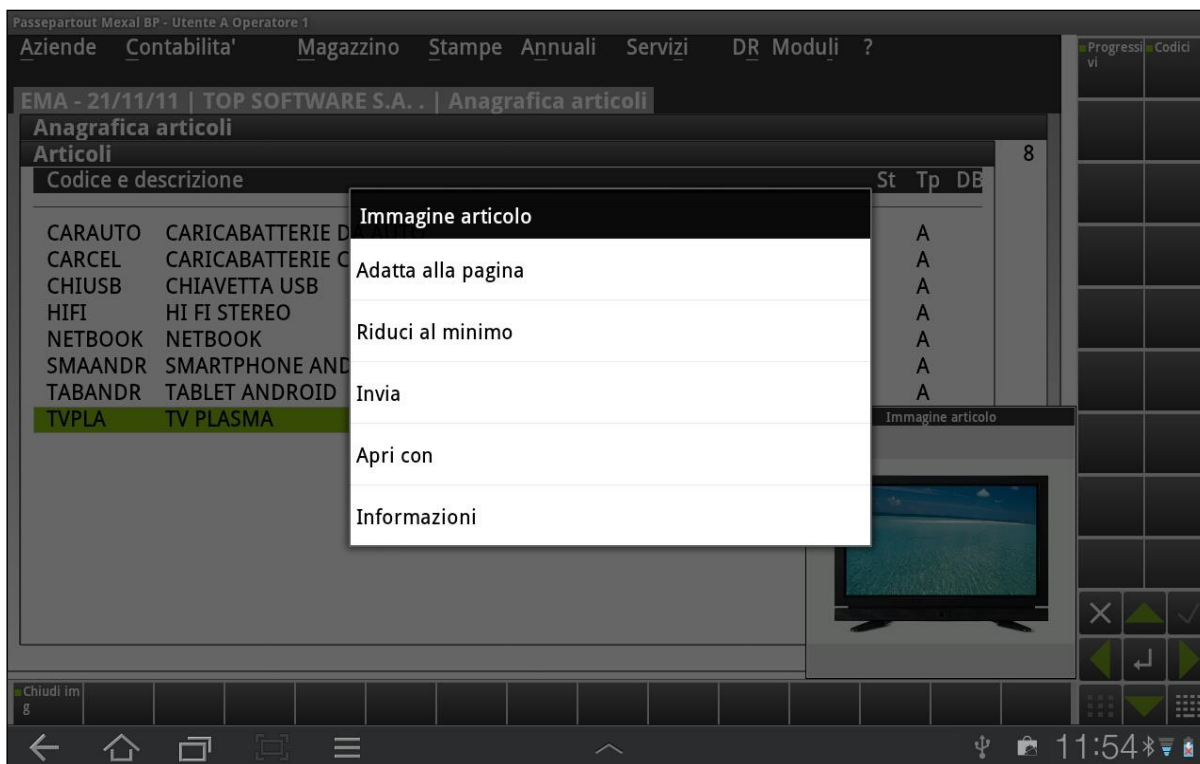 Passepartout Mexal BP - Utente A Operatore 1
Aziende Contabilita' Magazzino Stampe Annuali Servizi DR Moduli ?
Progressi
vi
Codici
EMA - 21/11/11 | TOP SOFTWARE S.A. . | Anagrafica articoli
Anagrafica articoli
Articoli
8
Codice e descrizione St Tp DB
CARAUTO CARICABATTERIE DA AUTO A
CARCEL CARICABATTERIE C A
CHIUSB CHIAVETTA USB A
HIFI HI FI STEREO A
NETBOOK NETBOOK A
SMAANDR SMARTPHONE AND A
TABANDR TABLET ANDROID A
TVPLA TV PLASMA
Immagine articolo
Adatta alla pagina
Riduci al minimo
Invia
Apri con
Informazioni
Immagine articolo
Chiudi im
g
11:54